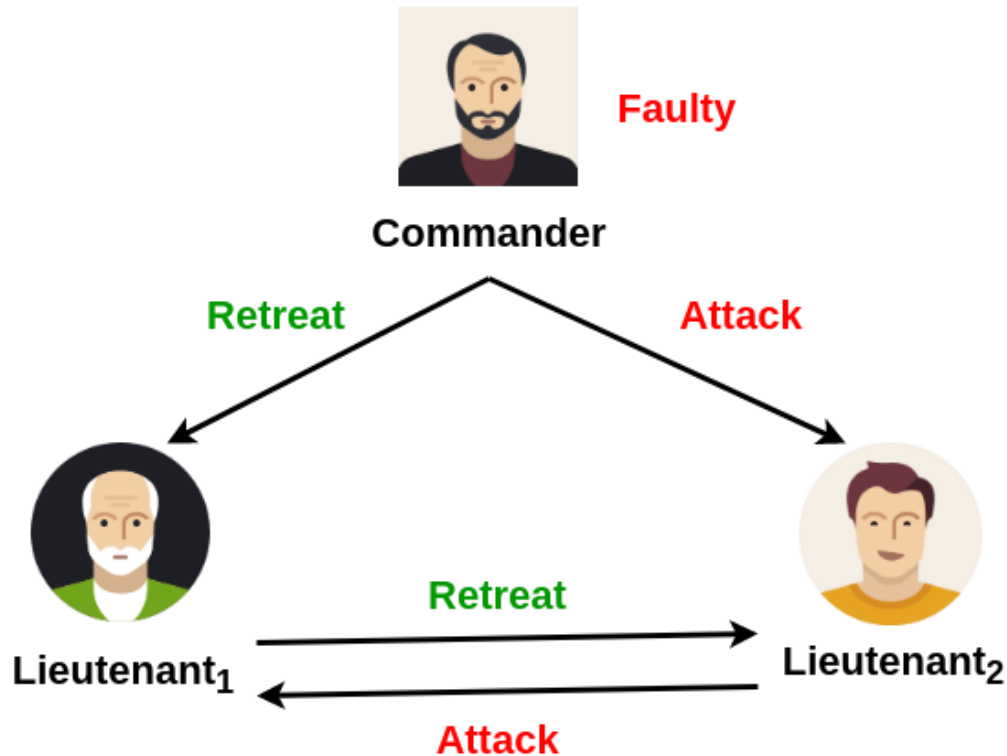 Faulty
Commander
Retreat
Attack
Retreat
Lieutenant₁
Lieutenant₂
Attack